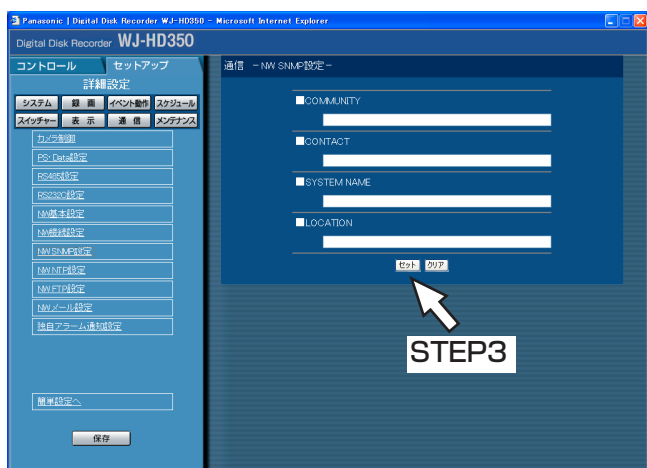 Panasonic | Digital Disk Recorder WJ-HD350 - Microsoft Internet Explorer
Digital Disk Recorder WJ-HD350
コントロール セットアップ
詳細設定
システム 録 画 イベント動作 スケジュール
スイッチャー 表 示 通 信 メンテナンス
カメラ制御
PS･Data設定
RS485設定
RS232C設定
NW基本設定
NW接続設定
NW SNMP設定
NW NTP設定
NW FTP設定
NWメール設定
独自アラーム通知設定
簡単設定へ
保存
通信 －NW SNMP設定－
■COMMUNITY
■CONTACT
■SYSTEM NAME
■LOCATION
セット クリア
STEP3